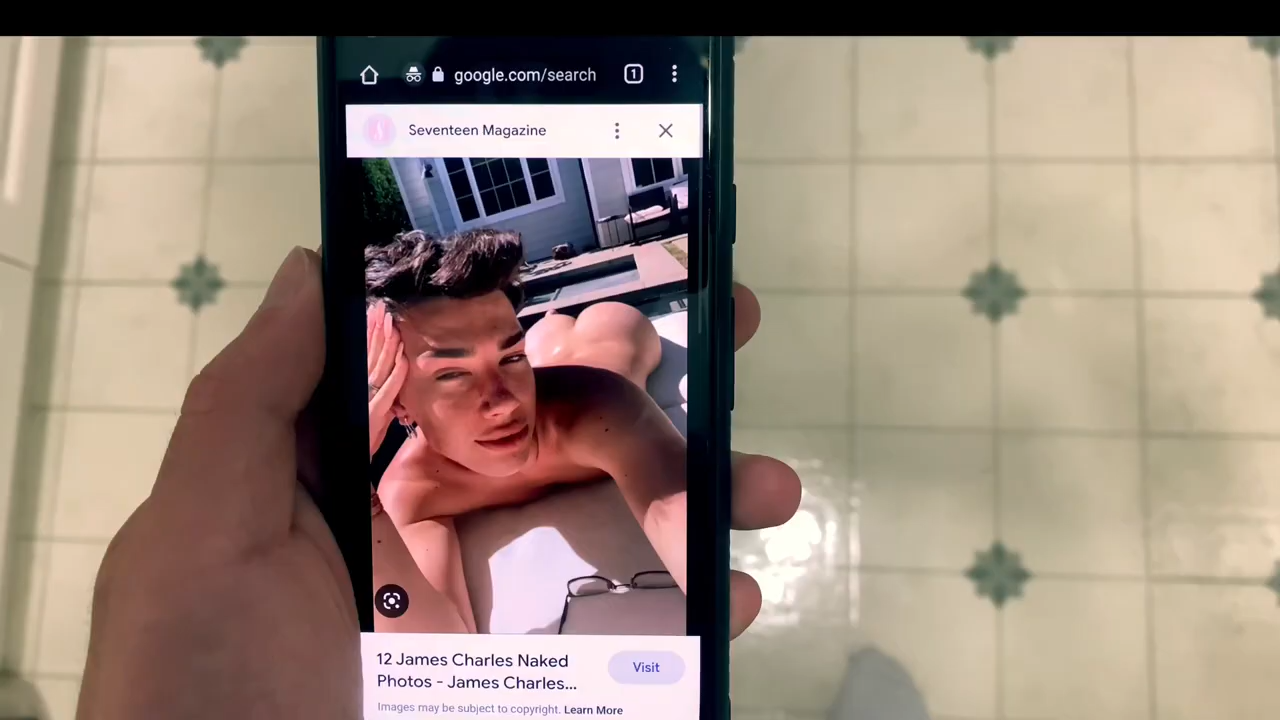 google.com/search
1
Seventeen Magazine
12 James Charles Naked
Photos - James Charles...
Visit
Images may be subject to copyright. Learn More